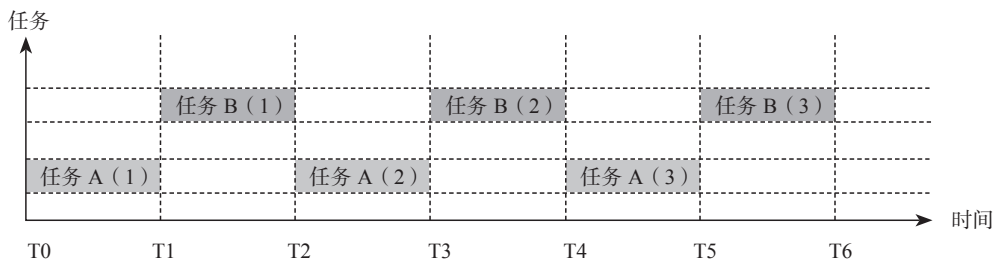 任务
任务 B（1） 任务 B（2） 任务 B（3）
任务 A（1） 任务 A（2） 任务 A（3）
时间
T0 T1 T2 T3 T4 T5 T6